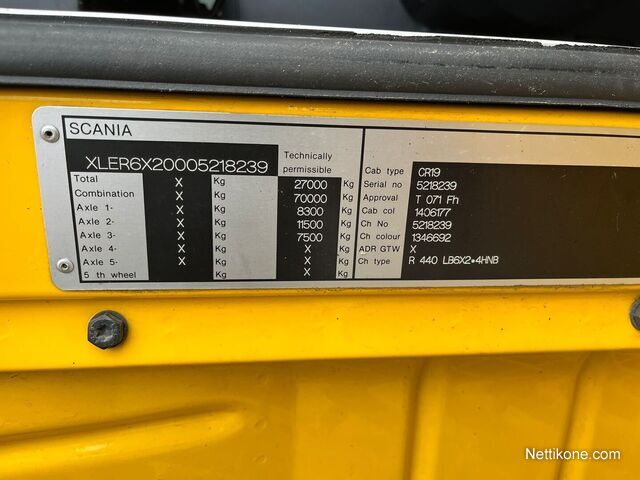 SCANIA
XLER6X20005218239
Technically
permissible
Total X Kg 27000 Kg
Combination X Kg 70000 Kg
Axle 1- X Kg 8300 Kg
Axle 2- X Kg 11500 Kg
Axle 3- X Kg 7500 Kg
Axle 4- X Kg X Kg
Axle 5- X Kg X Kg
5 th wheel Kg X Kg
Cab type CR19
Serial no 5218239
Approval T 071 Fh
Cab col 1406177
Ch No 5218239
Ch colour 1346692
ADR GTW X
Ch type R 440 LB6X2*4HNB
Nettikone.com